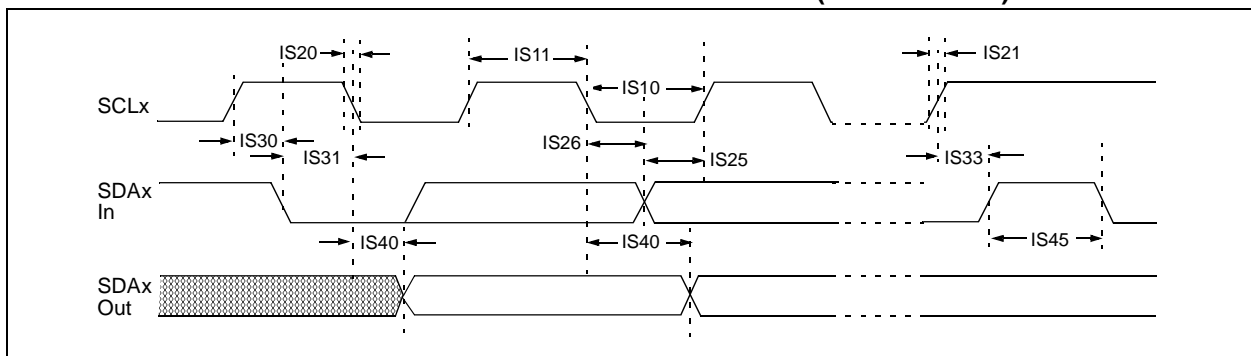 IS20
IS11
IS21
SCLx
IS10
IS30
IS31
IS26
IS25
IS33
SDAx
In
IS40
IS40
IS45
SDAx
Out